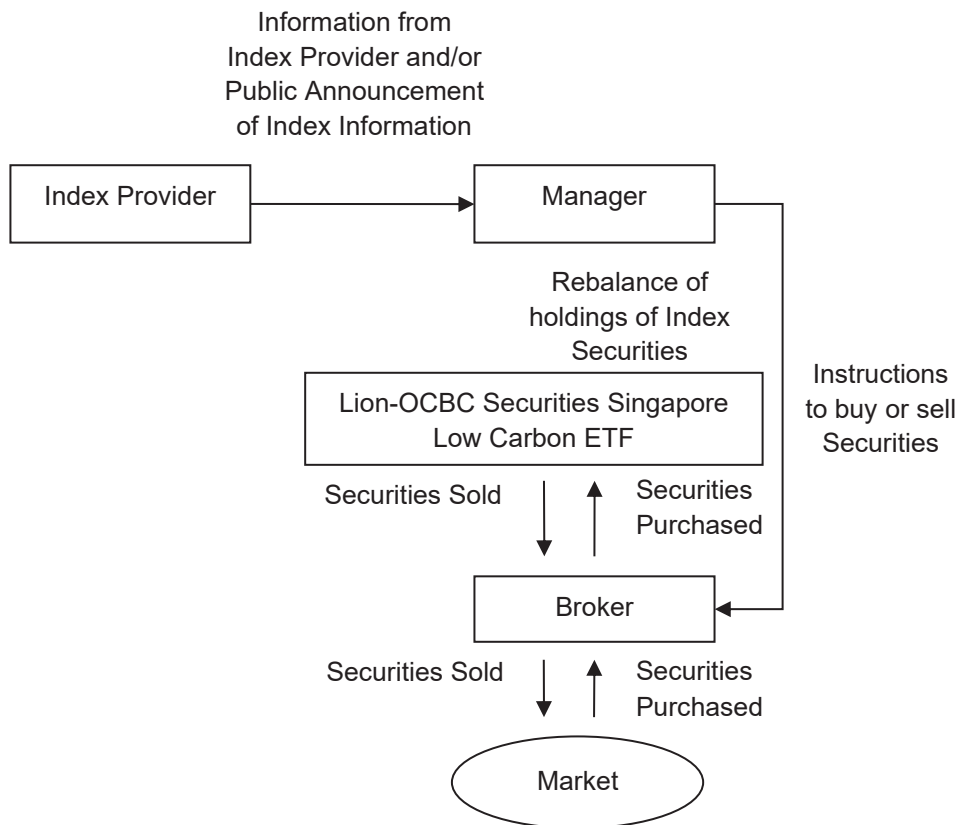 Information from
Index Provider and/or
Public Announcement
of Index Information
Index Provider
Manager
Rebalance of
holdings of Index
Securities
Instructions
to buy or sell
Securities
Lion-OCBC Securities Singapore
Low Carbon ETF
Securities Sold
Securities
Purchased
Broker
Securities Sold
Securities
Purchased
Market